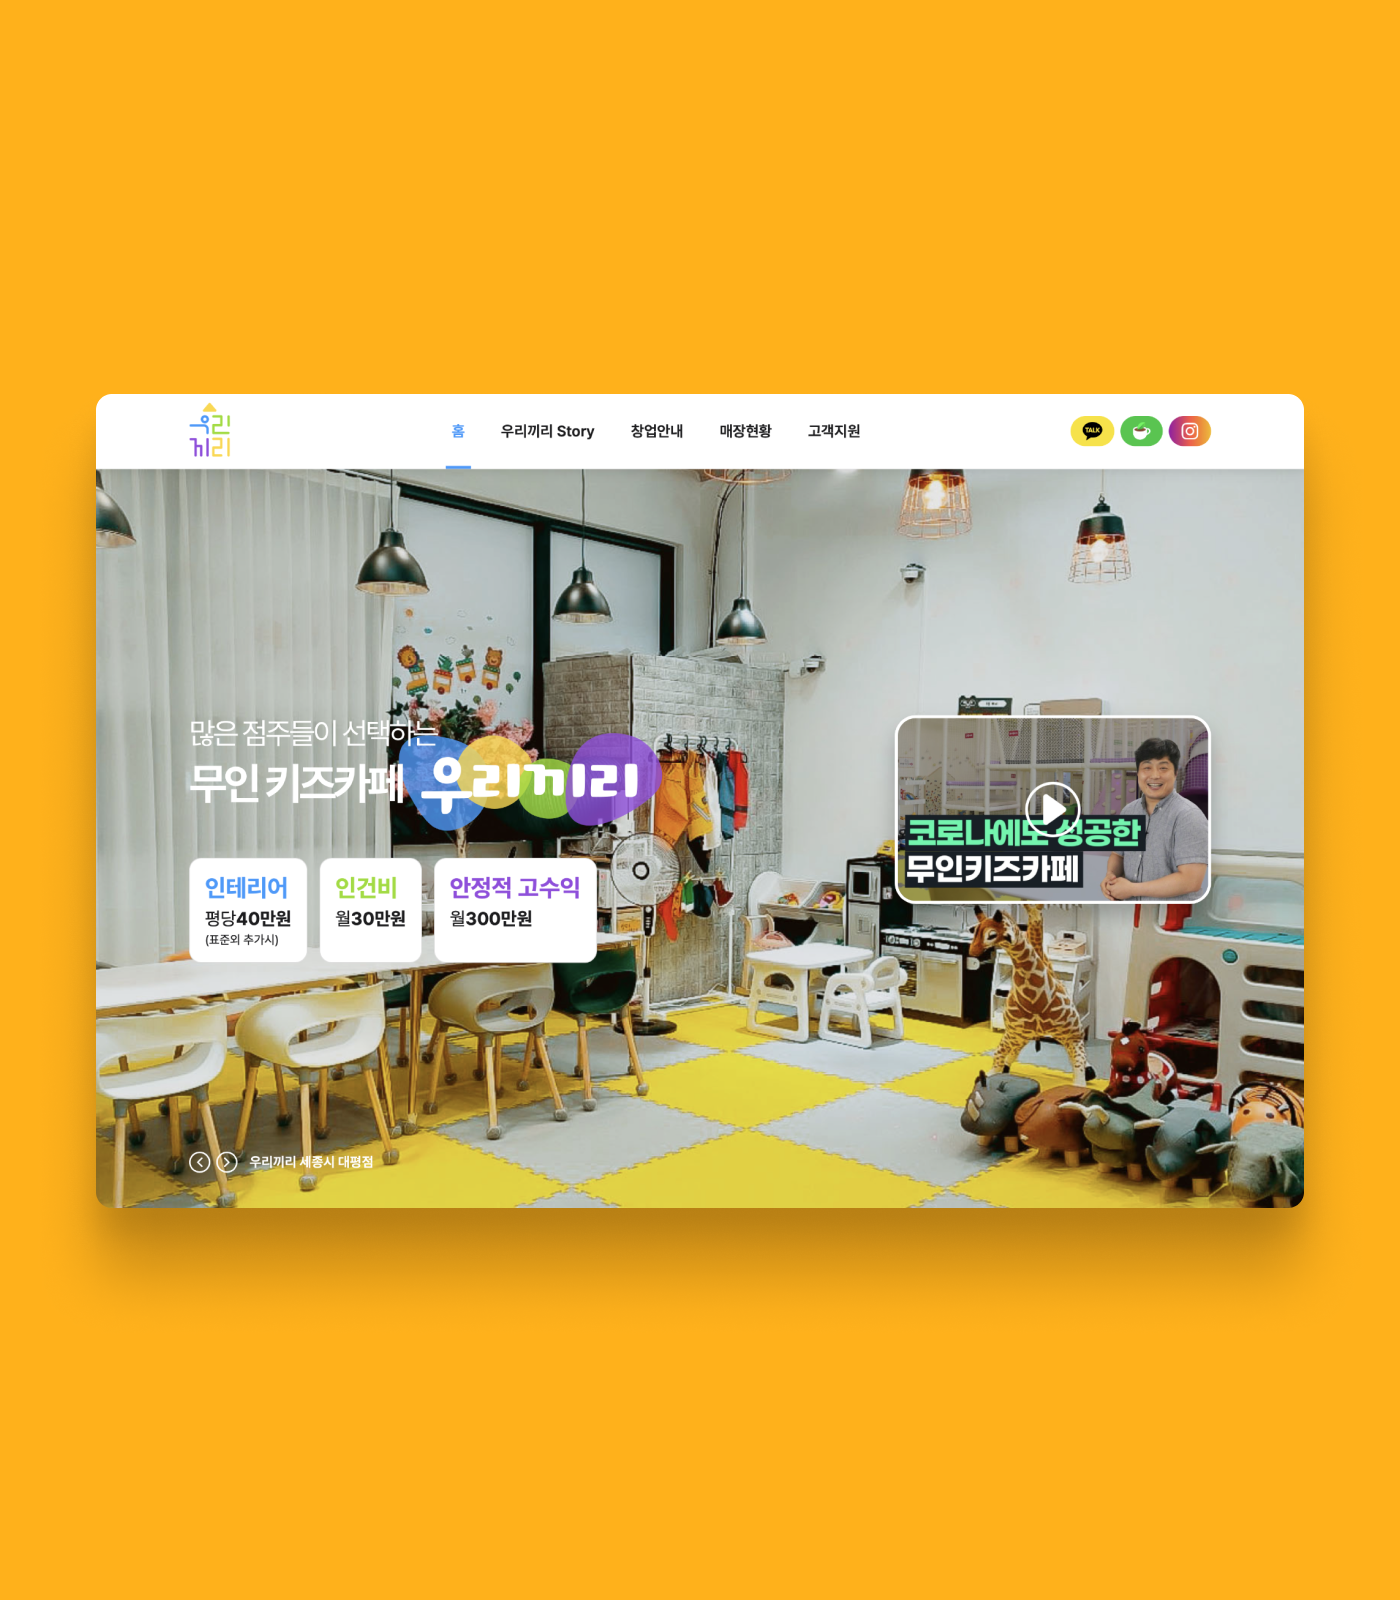 우리
끼리
홈
우리끼리 Story
창업안내
매장현황
고객지원
TALK
많은 점주들이 선택하는
무인 키즈카페 우리끼리
인테리어
평당40만원
(표준외 추가시)
인건비
월30만원
안정적 고수익
월300만원
코로나에도 성공한
무인키즈카페
우리끼리 세종시 대평점